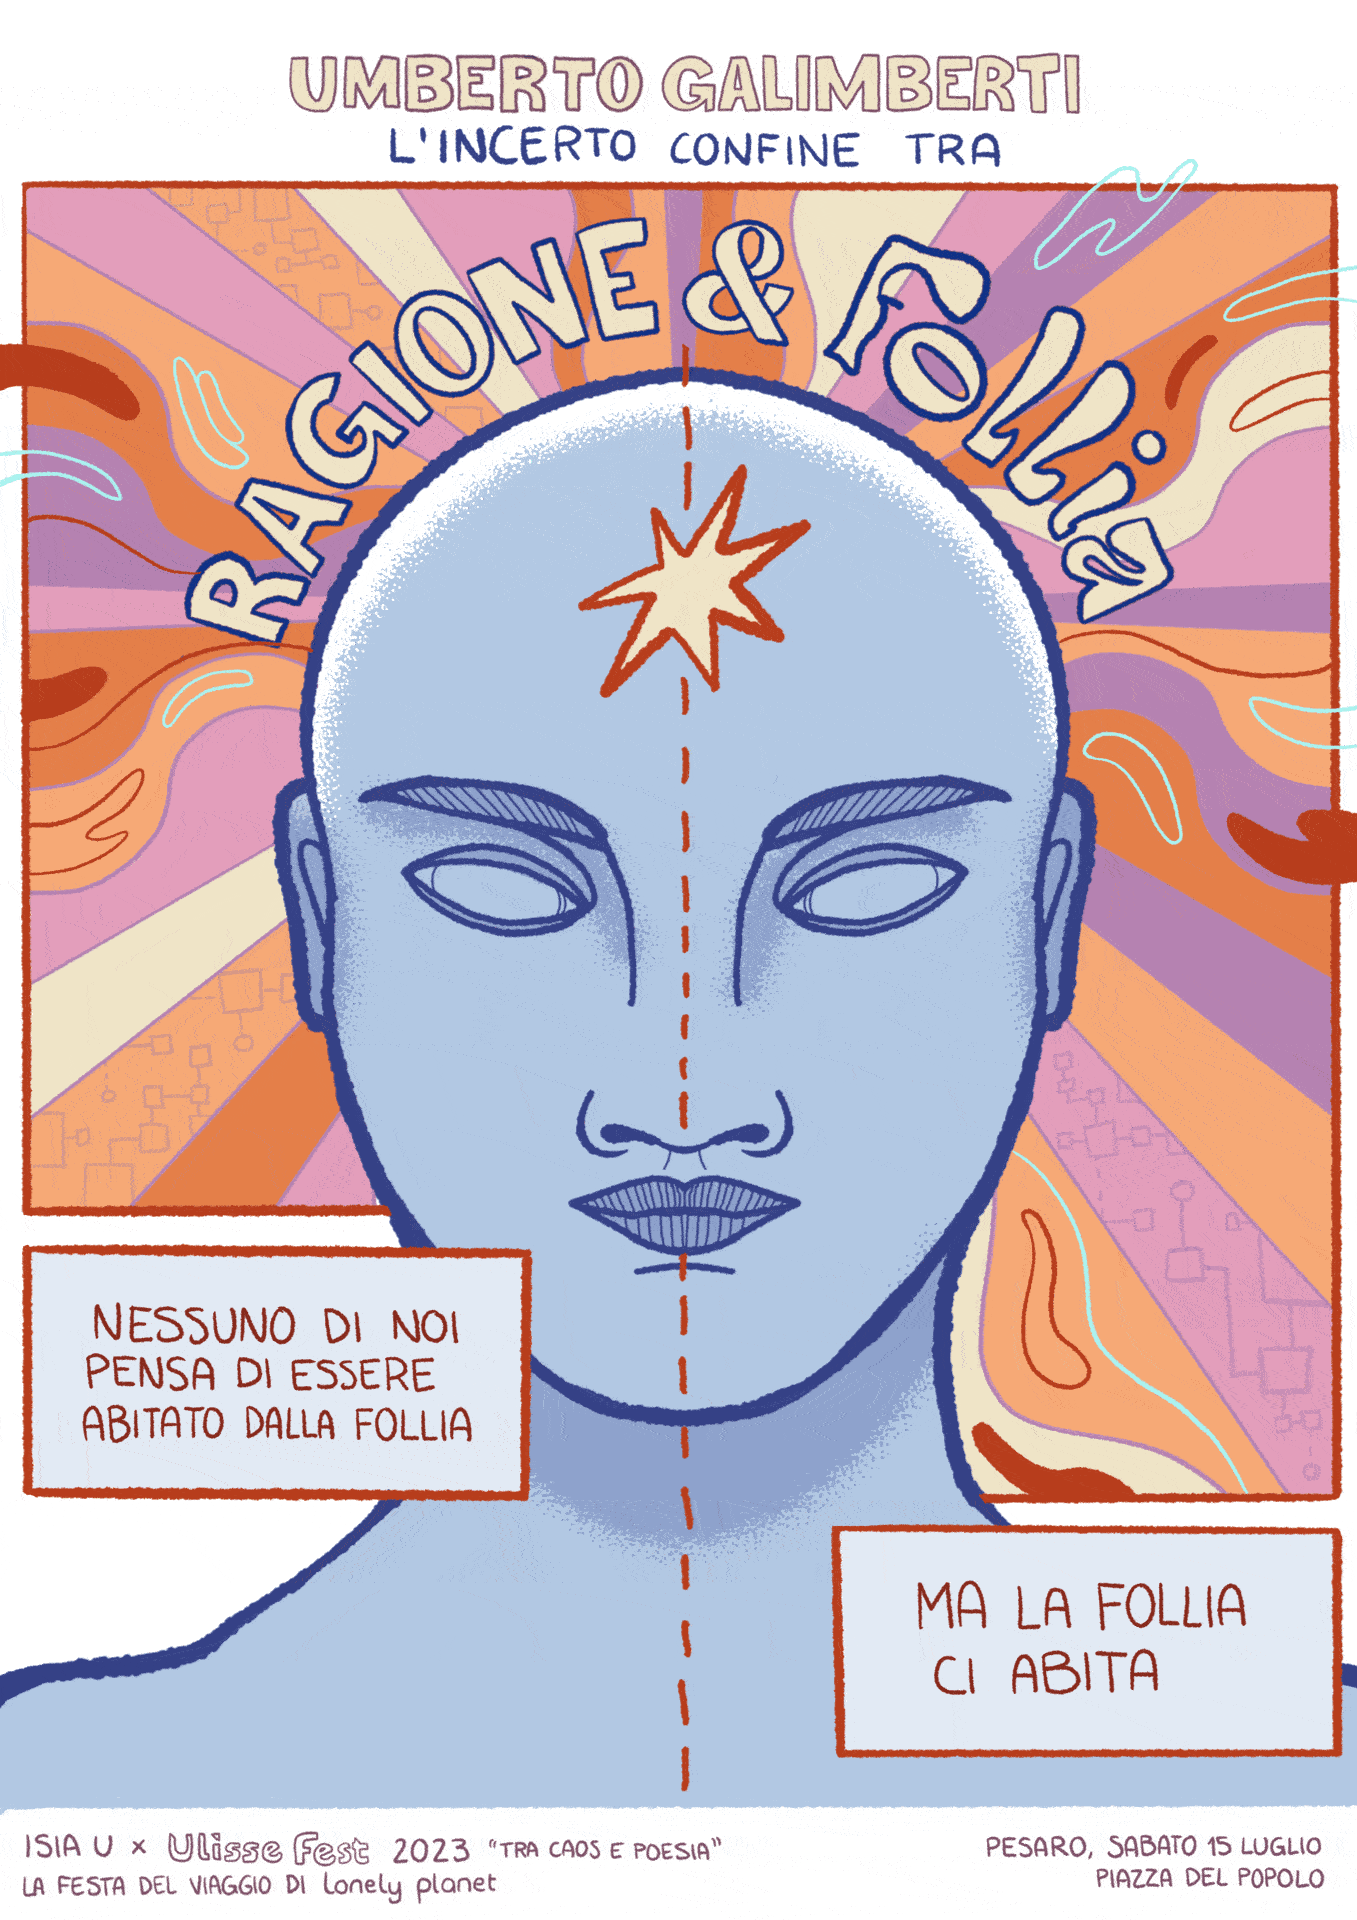 UMBERTO GALIMBERTI
L'INCERTO CONFINE TRA
RAGIONE & Follia
NESSUNO DI NOI
PENSA DI ESSERE
ABITATO DALLA FOLLIA
MA LA FOLLIA
CI ABITA
ISIA U x Ulisse Fest 2023 "TRA CAOS E POESIA"
LA FESTA DEL VIAGGIO DI Lonely planet
PESARO, SABATO 15 LUGLIO
PIAZZA DEL POPOLO